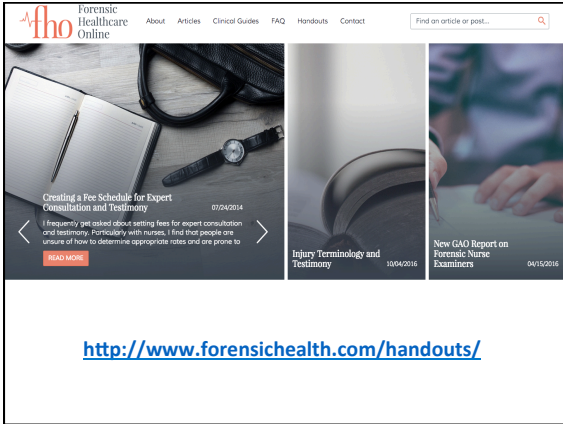 fho
Forensic
Healthcare
Online
About Articles Clinical Guides FAQ Handouts Contact
Find an article or post...
Creating a Fee Schedule for Expert
Consultation and Testimony 07/24/2014
I frequently get asked about setting fees for expert consultation
and testimony. Particularly with nurses, I find that people are
unsure of how to determine appropriate rates and are prone to
READ MORE
Injury Terminology and
Testimony 10/04/2016
New GAO Report on
Forensic Nurse
Examiners 04/15/2016
http://www.forensichealth.com/handouts/